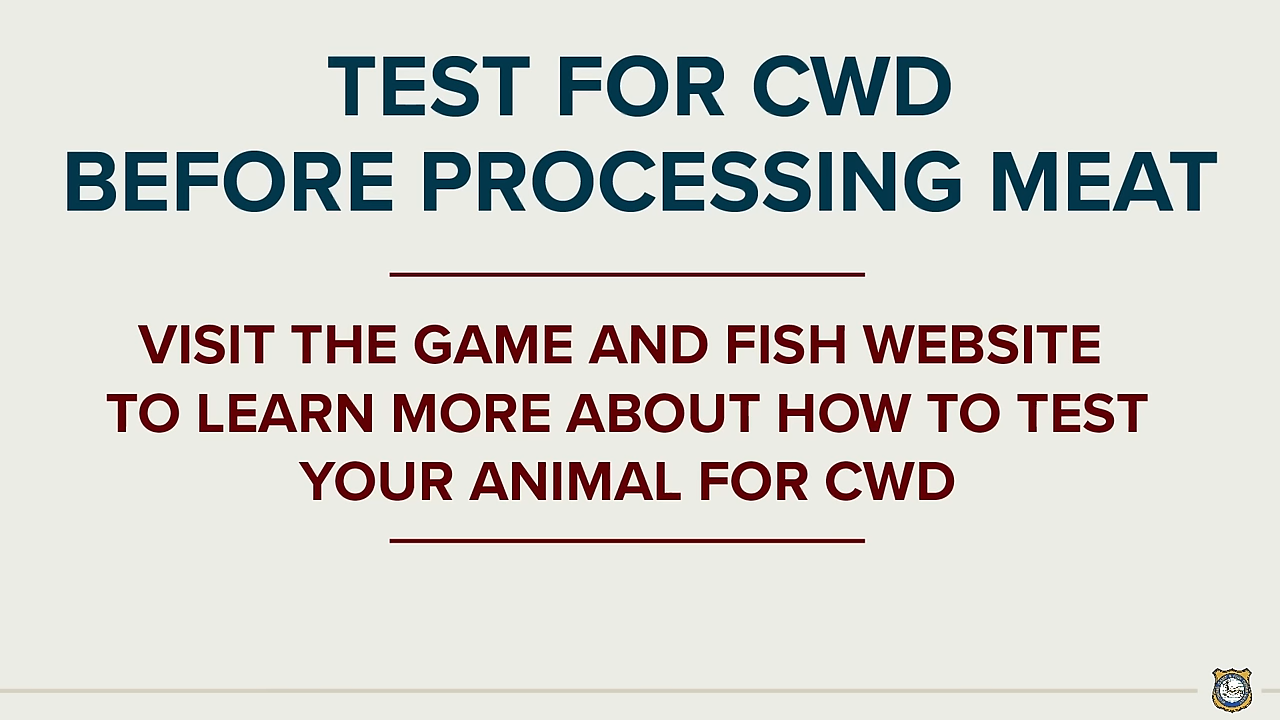 TEST FOR CWD
BEFORE PROCESSING MEAT
VISIT THE GAME AND FISH WEBSITE
TO LEARN MORE ABOUT HOW TO TEST
YOUR ANIMAL FOR CWD